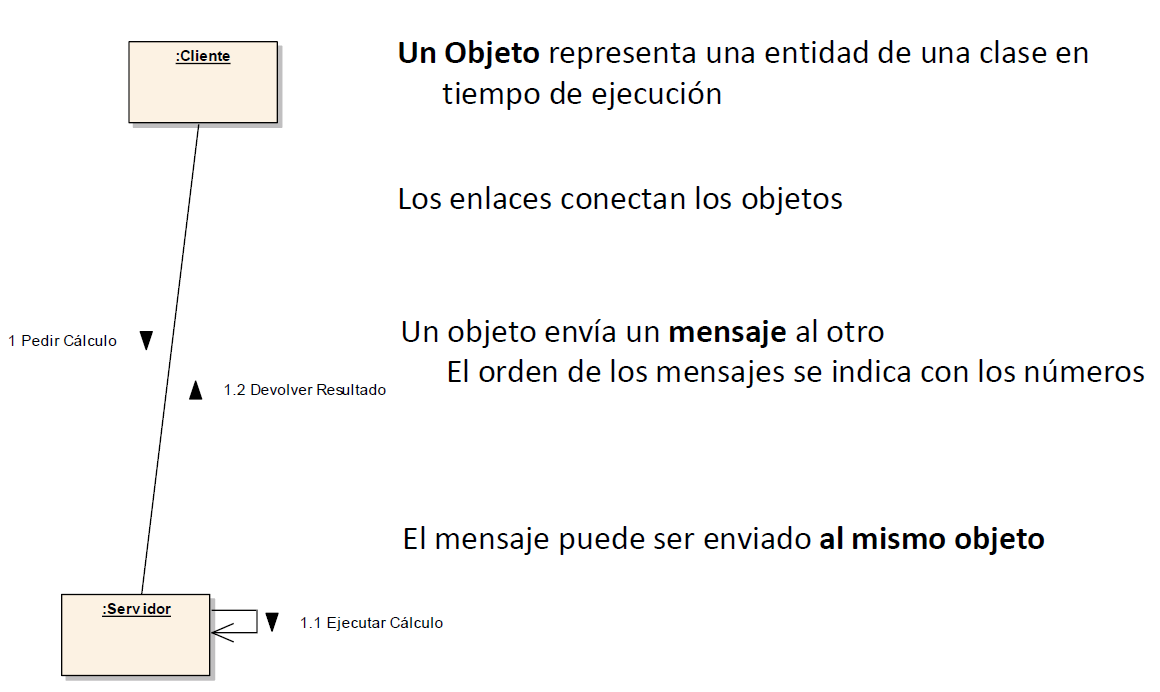 :Cliente
Un Objeto representa una entidad de una clase en
tiempo de ejecución
Los enlaces conectan los objetos
1 Pedir Cálculo
Un objeto envía un mensaje al otro
El orden de los mensajes se indica con los números
1.2 Devolver Resultado
El mensaje puede ser enviado al mismo objeto
:Servidor
1.1 Ejecutar Cálculo